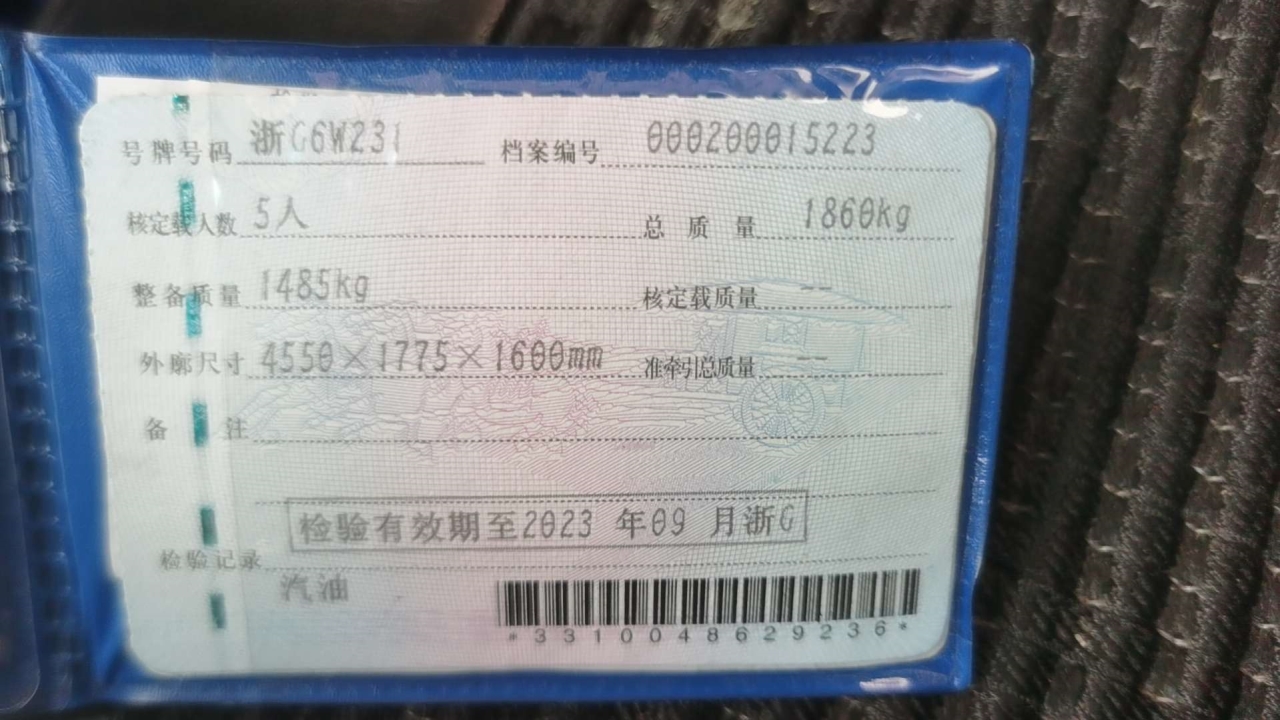 号牌号码 浙G6W231 档案编号 000200015223
核定载人数 5人 总质量 1860kg
整备质量 1485kg 核定载质量 --
外廓尺寸 4550×1775×1600mm 准牵引总质量 --
备注
检验有效期至2023 年09 月浙G
检验记录
汽油
*3310048629236*